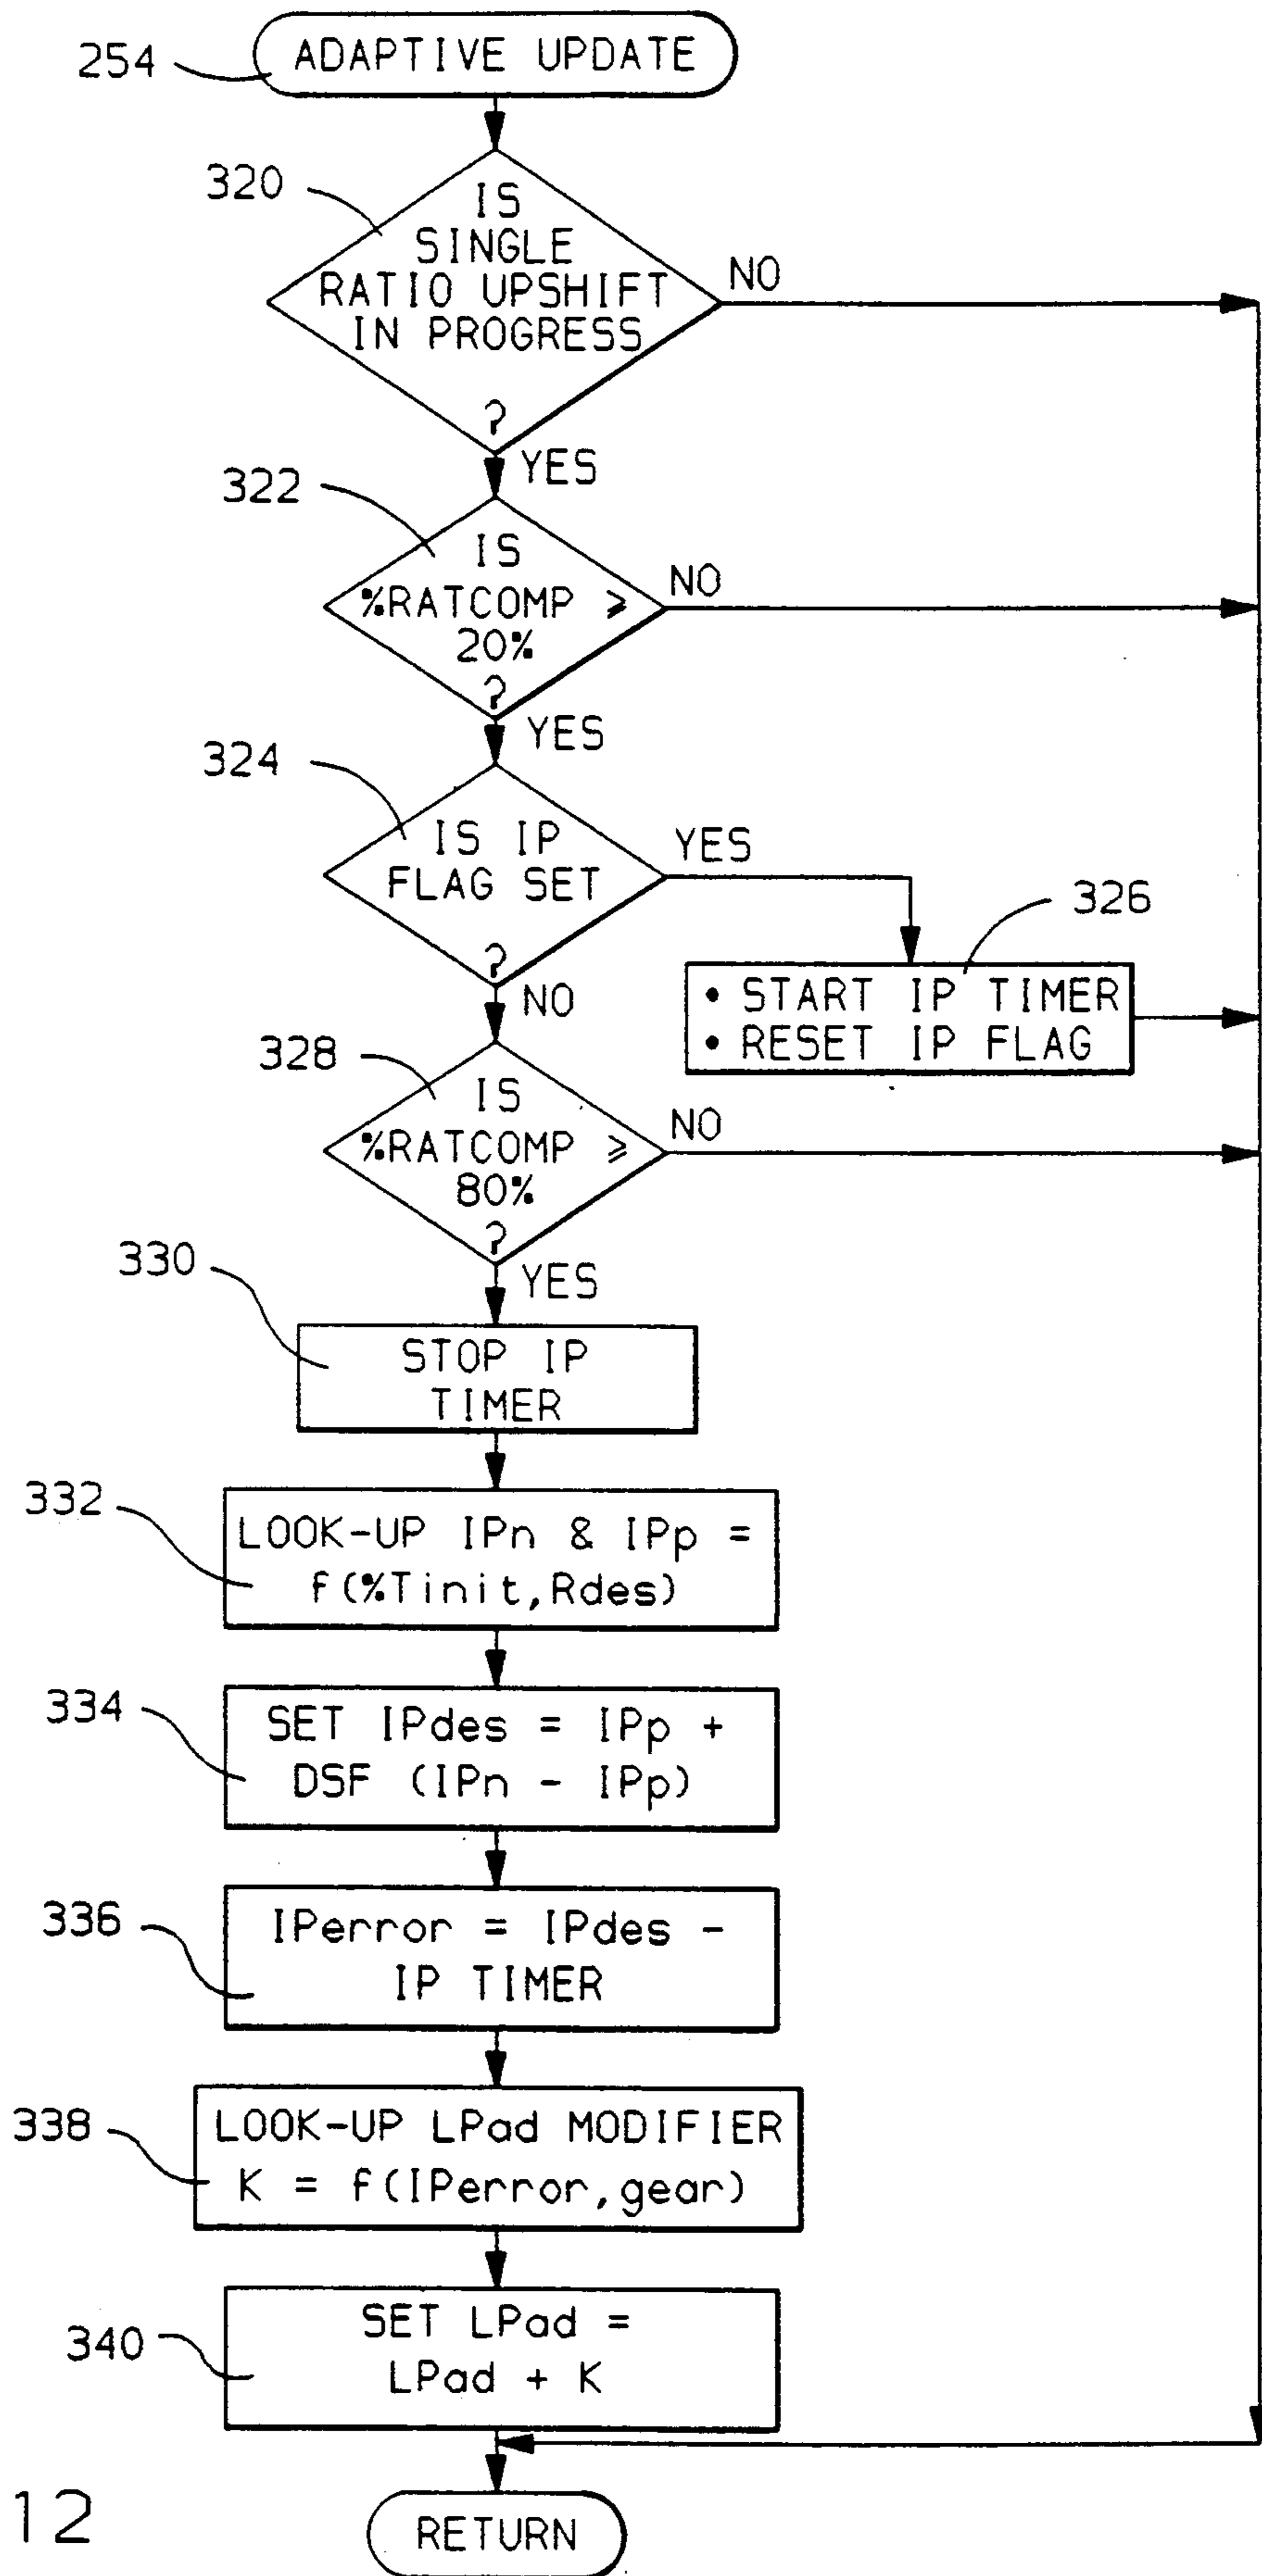 254
ADAPTIVE UPDATE
320
IS
SINGLE
RATIO UPSHIFT
IN PROGRESS
?
NO
YES
322
IS
%RATCOMP ≥
20%
?
NO
YES
324
IS IP
FLAG SET
?
YES
NO
326
• START IP TIMER
• RESET IP FLAG
328
IS
%RATCOMP ≥
80%
?
NO
YES
330
STOP IP
TIMER
332
LOOK-UP IPn & IPp =
f(%Tinit,Rdes)
334
SET IPdes = IPp +
DSF (IPn - IPp)
336
IPerror = IPdes -
IP TIMER
338
LOOK-UP LPad MODIFIER
K = f(IPerror,gear)
340
SET LPad =
LPad + K
RETURN
12